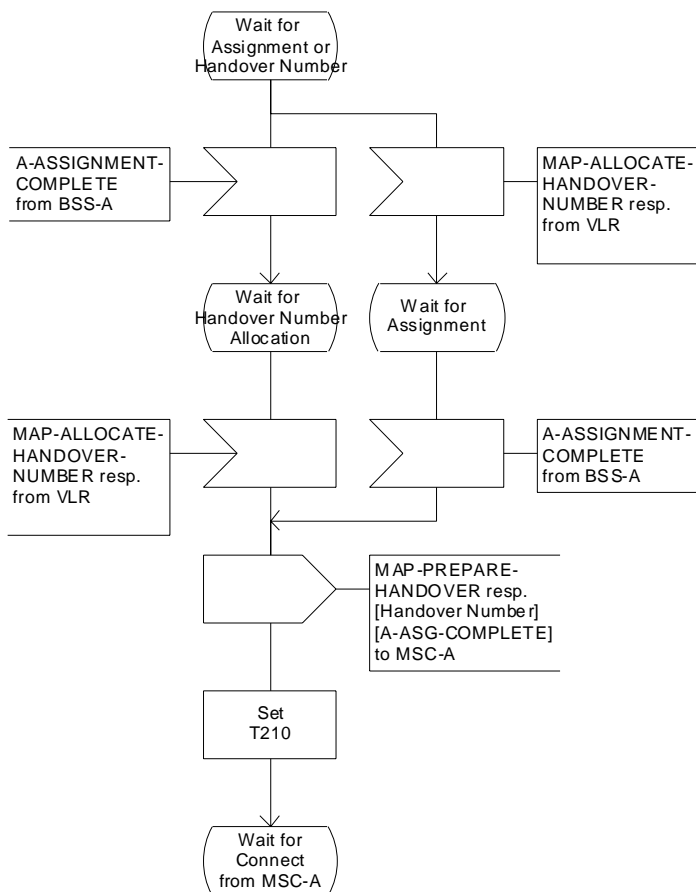 Wait for
Assignment or
Handover Number
A-ASSIGNMENT-
COMPLETE
from BSS-A
MAP-ALLOCATE-
HANDOVER-
NUMBER resp.
from VLR
Wait for
Handover Number
Allocation
Wait for
Assignment
MAP-ALLOCATE-
HANDOVER-
NUMBER resp.
from VLR
A-ASSIGNMENT-
COMPLETE
from BSS-A
MAP-PREPARE-
HANDOVER resp.
[Handover Number]
[A-ASG-COMPLETE]
to MSC-A
Set
T210
Wait for
Connect
from MSC-A